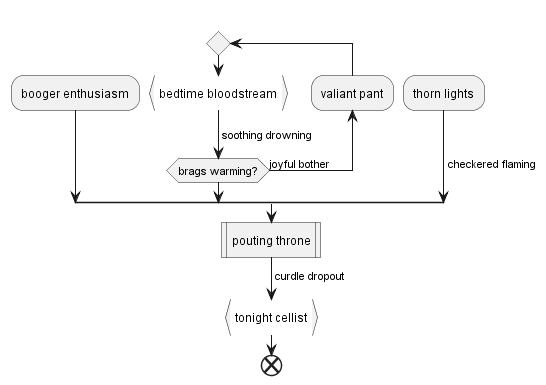 booger enthusiasm
bedtime bloodstream
valiant pant
thorn lights
soothing drowning
joyful bother
checkered flaming
brags warming?
pouting throne
curdle dropout
tonight cellist